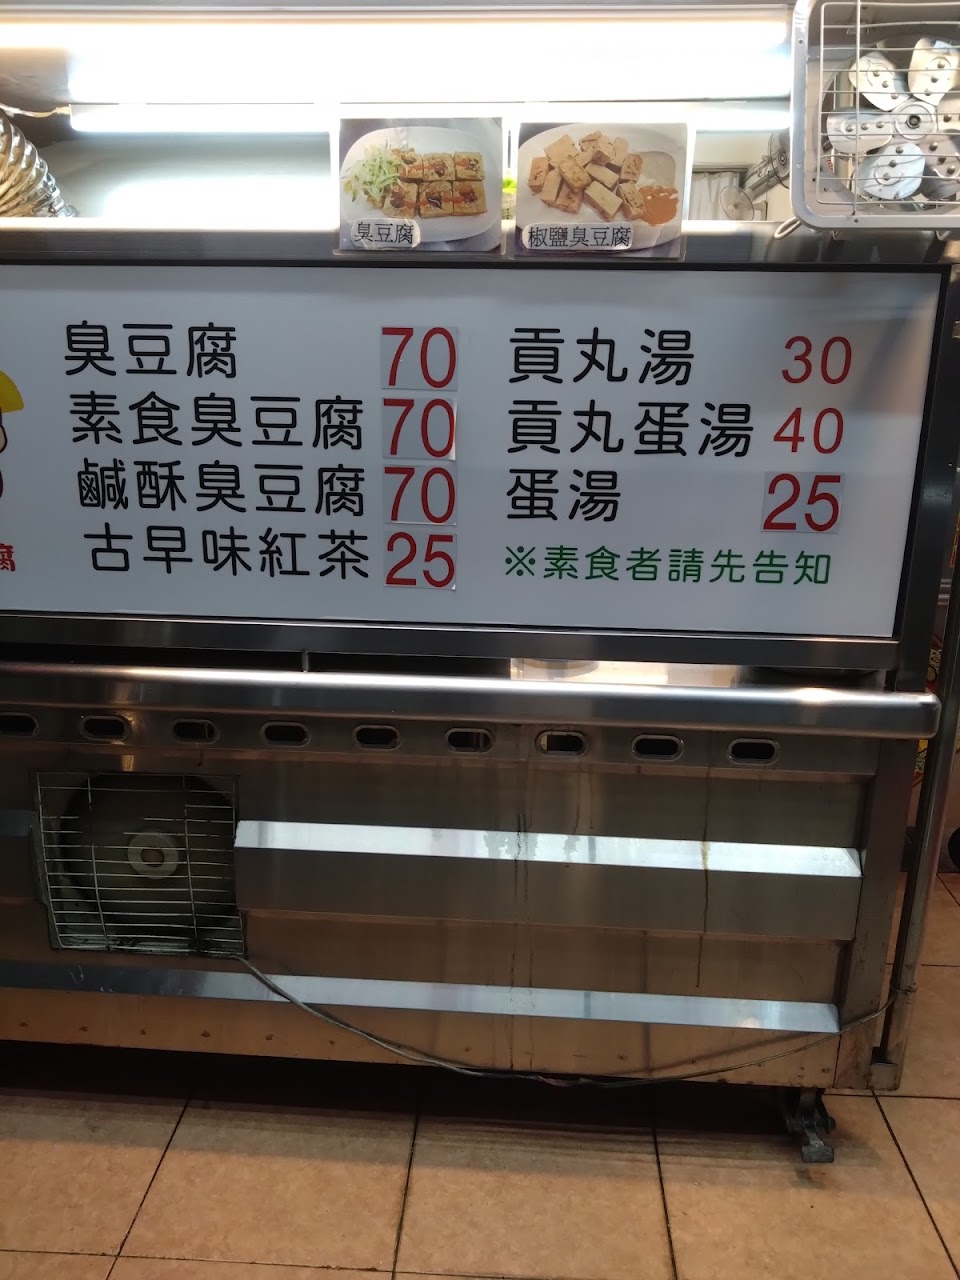 臭豆腐
椒鹽臭豆腐
臭豆腐 70
素食臭豆腐 70
鹹酥臭豆腐 70
古早味紅茶 25
貢丸湯 30
貢丸蛋湯 40
蛋湯 25
※素食者請先告知
腐